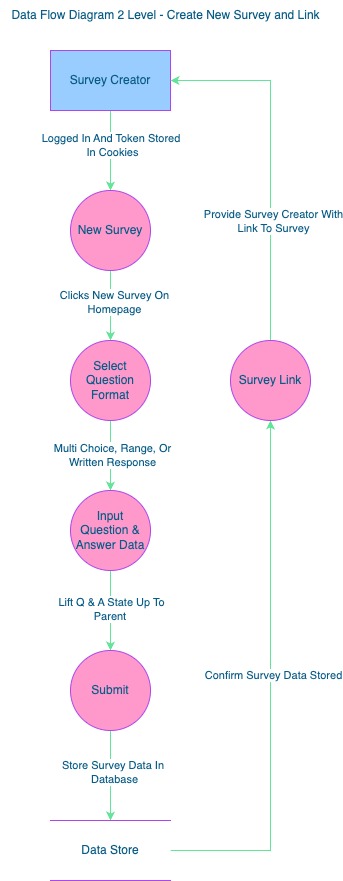 Data Flow Diagram 2 Level - Create New Survey and Link
Survey Creator
Logged In And Token Stored
In Cookies
New Survey
Provide Survey Creator With
Link To Survey
Clicks New Survey On
Homepage
Select
Question
Format
Survey Link
Multi Choice, Range, Or
Written Response
Input
Question &
Answer Data
Lift Q & A State Up To
Parent
Submit
Confirm Survey Data Stored
Store Survey Data In
Database
Data Store